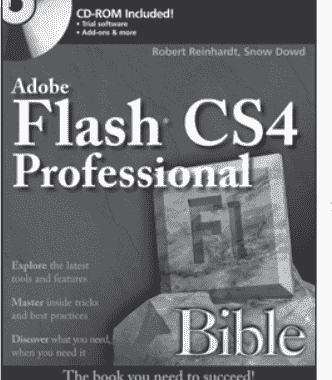 CD-ROM Included!
• Trial software
• Add-ons & more
Robert Reinhardt, Snow Dowd
Adobe
Flash® CS4
Professional
Fl
Explore the latest
tools and features
Master inside tricks
and best practices
Discover what you need,
when you need it
Bible
The book you need to succeed!